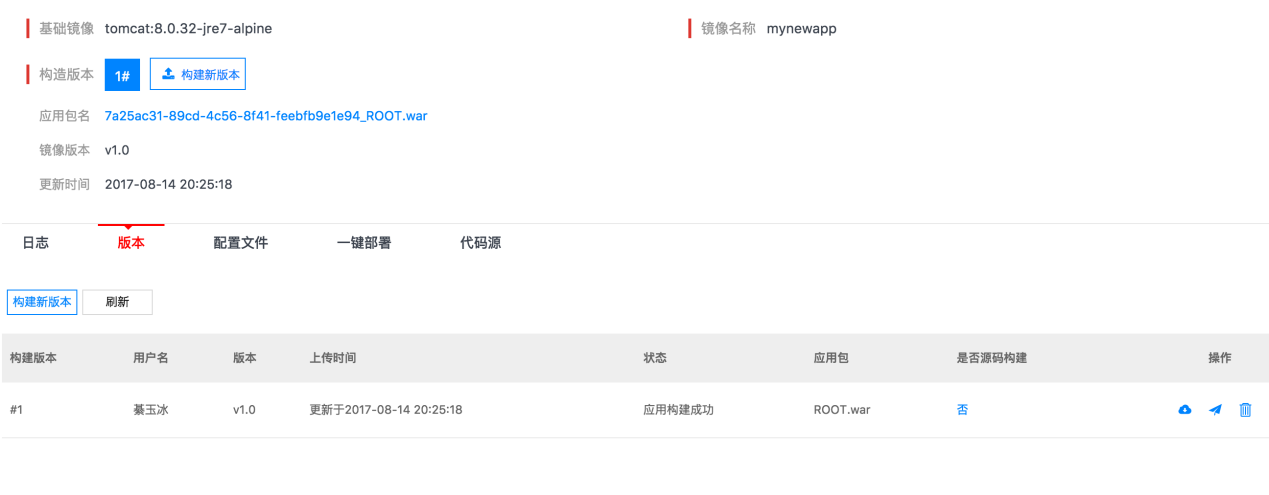 基础镜像 tomcat:8.0.32-jre7-alpine 镜像名称 mynewapp
构造版本 1# 构建新版本
应用包名 7a25ac31-89cd-4c56-8f41-feebfb9e1e94_ROOT.war
镜像版本 v1.0
更新时间 2017-08-14 20:25:18
日志 版本 配置文件 一键部署 代码源
构建新版本 刷新
构建版本 用户名 版本 上传时间 状态 应用包 是否源码构建 操作
#1 綦玉冰 v1.0 更新于2017-08-14 20:25:18 应用构建成功 ROOT.war 否